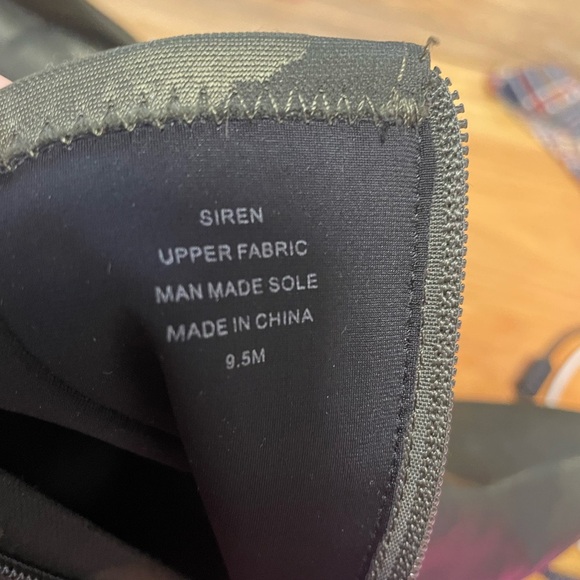 SIREN
UPPER FABRIC
MAN MADE SOLE
MADE IN CHINA
9.5M